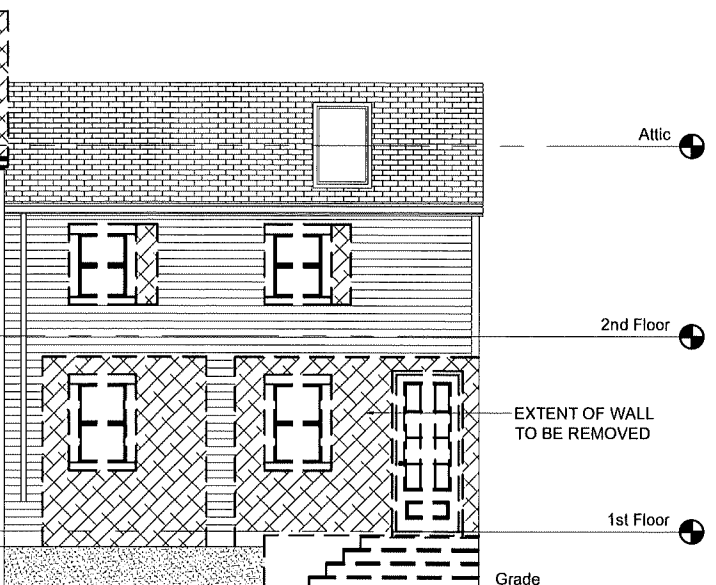 Attic
2nd Floor
EXTENT OF WALL
TO BE REMOVED
1st Floor
Grade